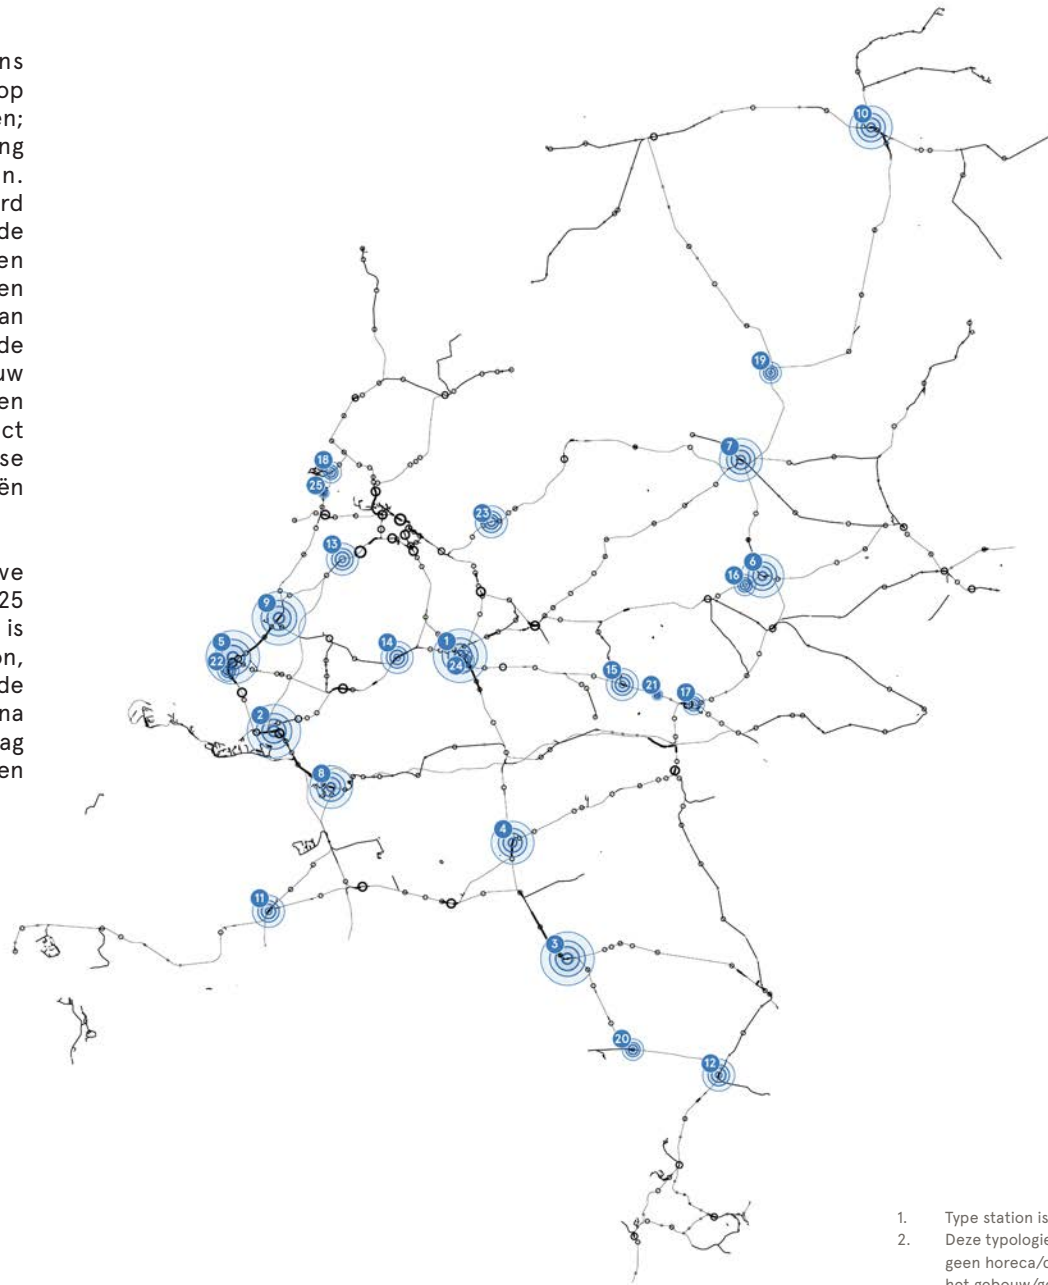 ns
op
en;
ng
n.
rd
de
en
en
an
de
uw
en
ct
se
ën
ve
25
is
on,
de
na
ag
en
10
19
7
18
25
23
13
6
16
9
5
22
14
1
24
15
21
17
2
8
4
11
3
20
12
1. Type station is
2. Deze typologie
geen horeca/c
het gebouw/ge